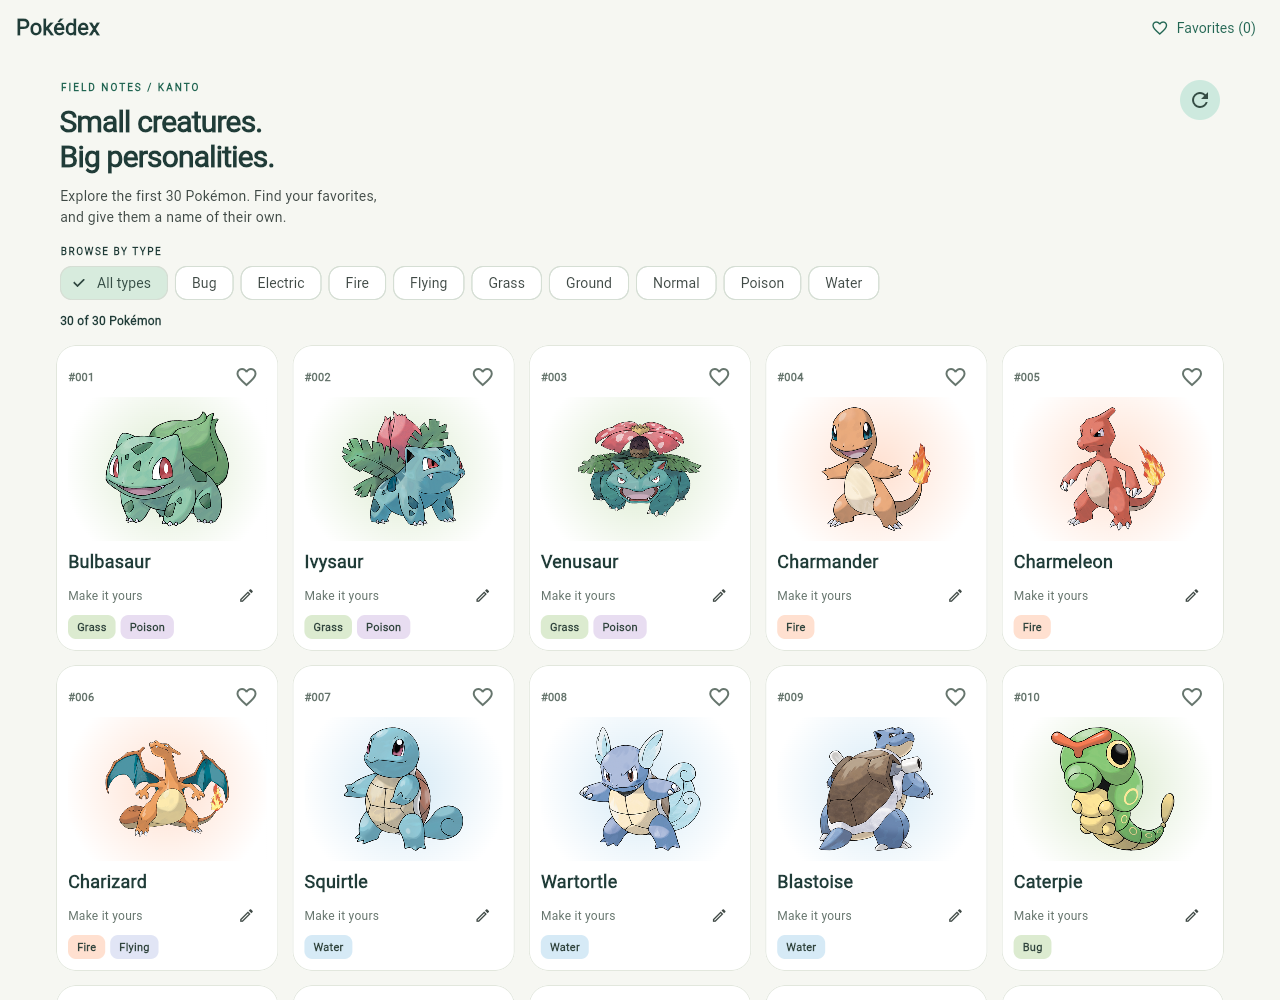 Pokédex
Favorites (0)
FIELD NOTES / KANTO
Small creatures.
Big personalities.
Explore the first 30 Pokémon. Find your favorites,
and give them a name of their own.
BROWSE BY TYPE
All types Bug Electric Fire Flying Grass Ground Normal Poison Water
30 of 30 Pokémon
#001 #002 #003 #004 #005
Bulbasaur Ivysaur Venusaur Charmander Charmeleon
Make it yours Make it yours Make it yours Make it yours Make it yours
Grass Poison Grass Poison Grass Poison Fire Fire
#006 #007 #008 #009 #010
Charizard Squirtle Wartortle Blastoise Caterpie
Make it yours Make it yours Make it yours Make it yours Make it yours
Fire Flying Water Water Water Bug